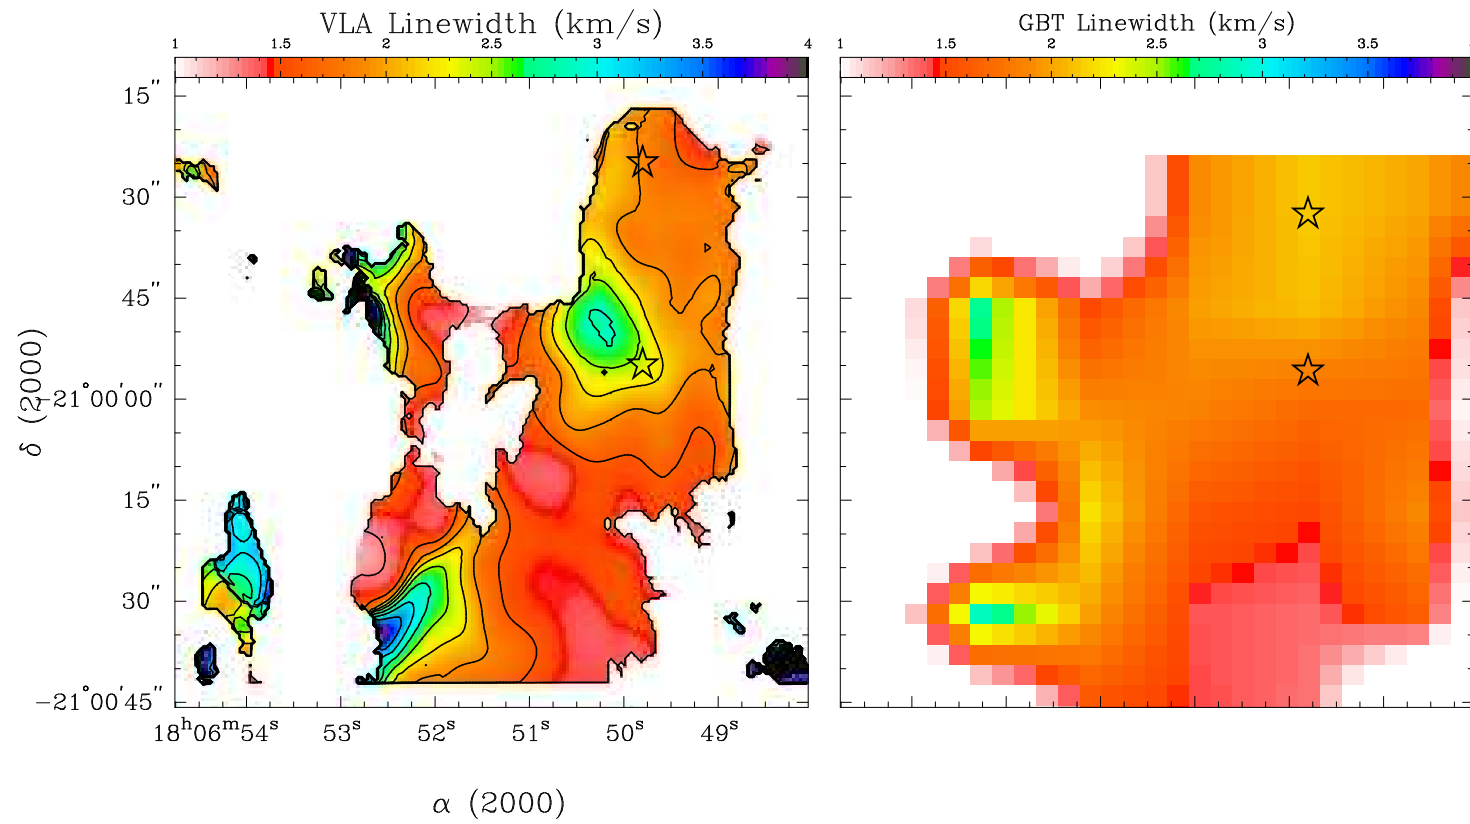 VLA Linewidth (km/s)
1 1.5 2 2.5 3 3.5 4
GBT Linewidth (km/s)
1 1.5 2 2.5 3 3.5
15″
30″
45″
−21°00′00″
15″
30″
−21°00′45″
δ (2000)
18ʰ06ᵐ54ˢ 53ˢ 52ˢ 51ˢ 50ˢ 49ˢ
α (2000)